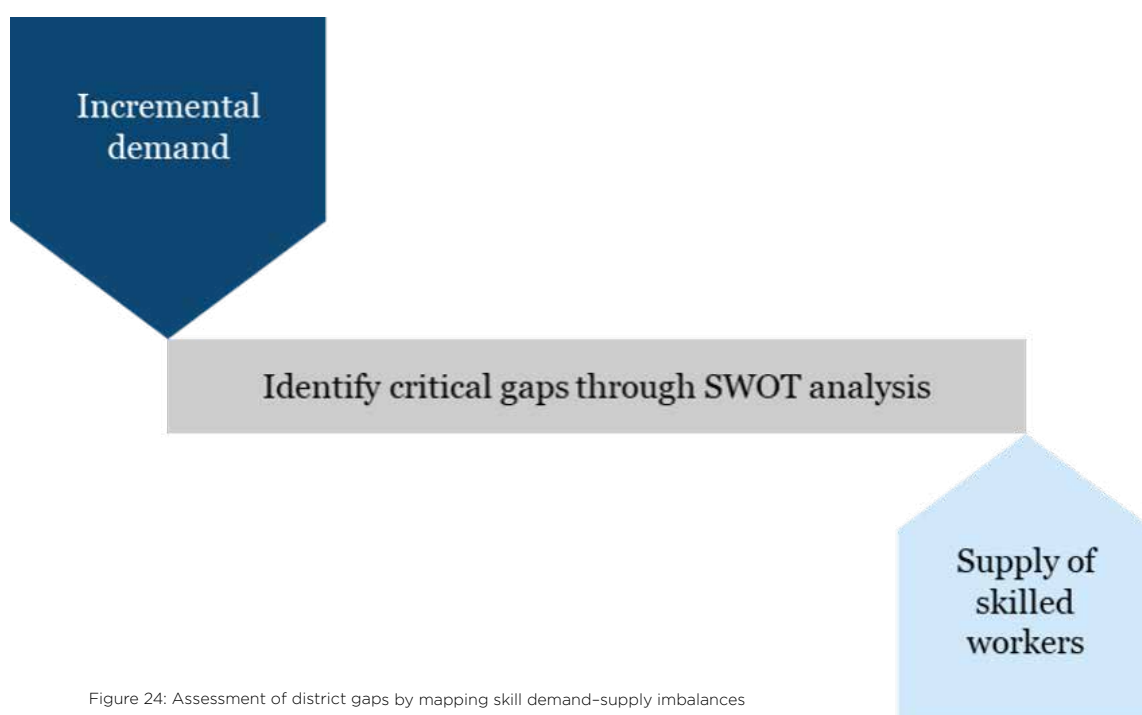 Incremental
demand
Identify critical gaps through SWOT analysis
Supply of
skilled
workers
Figure 24: Assessment of district gaps by mapping skill demand–supply imbalances